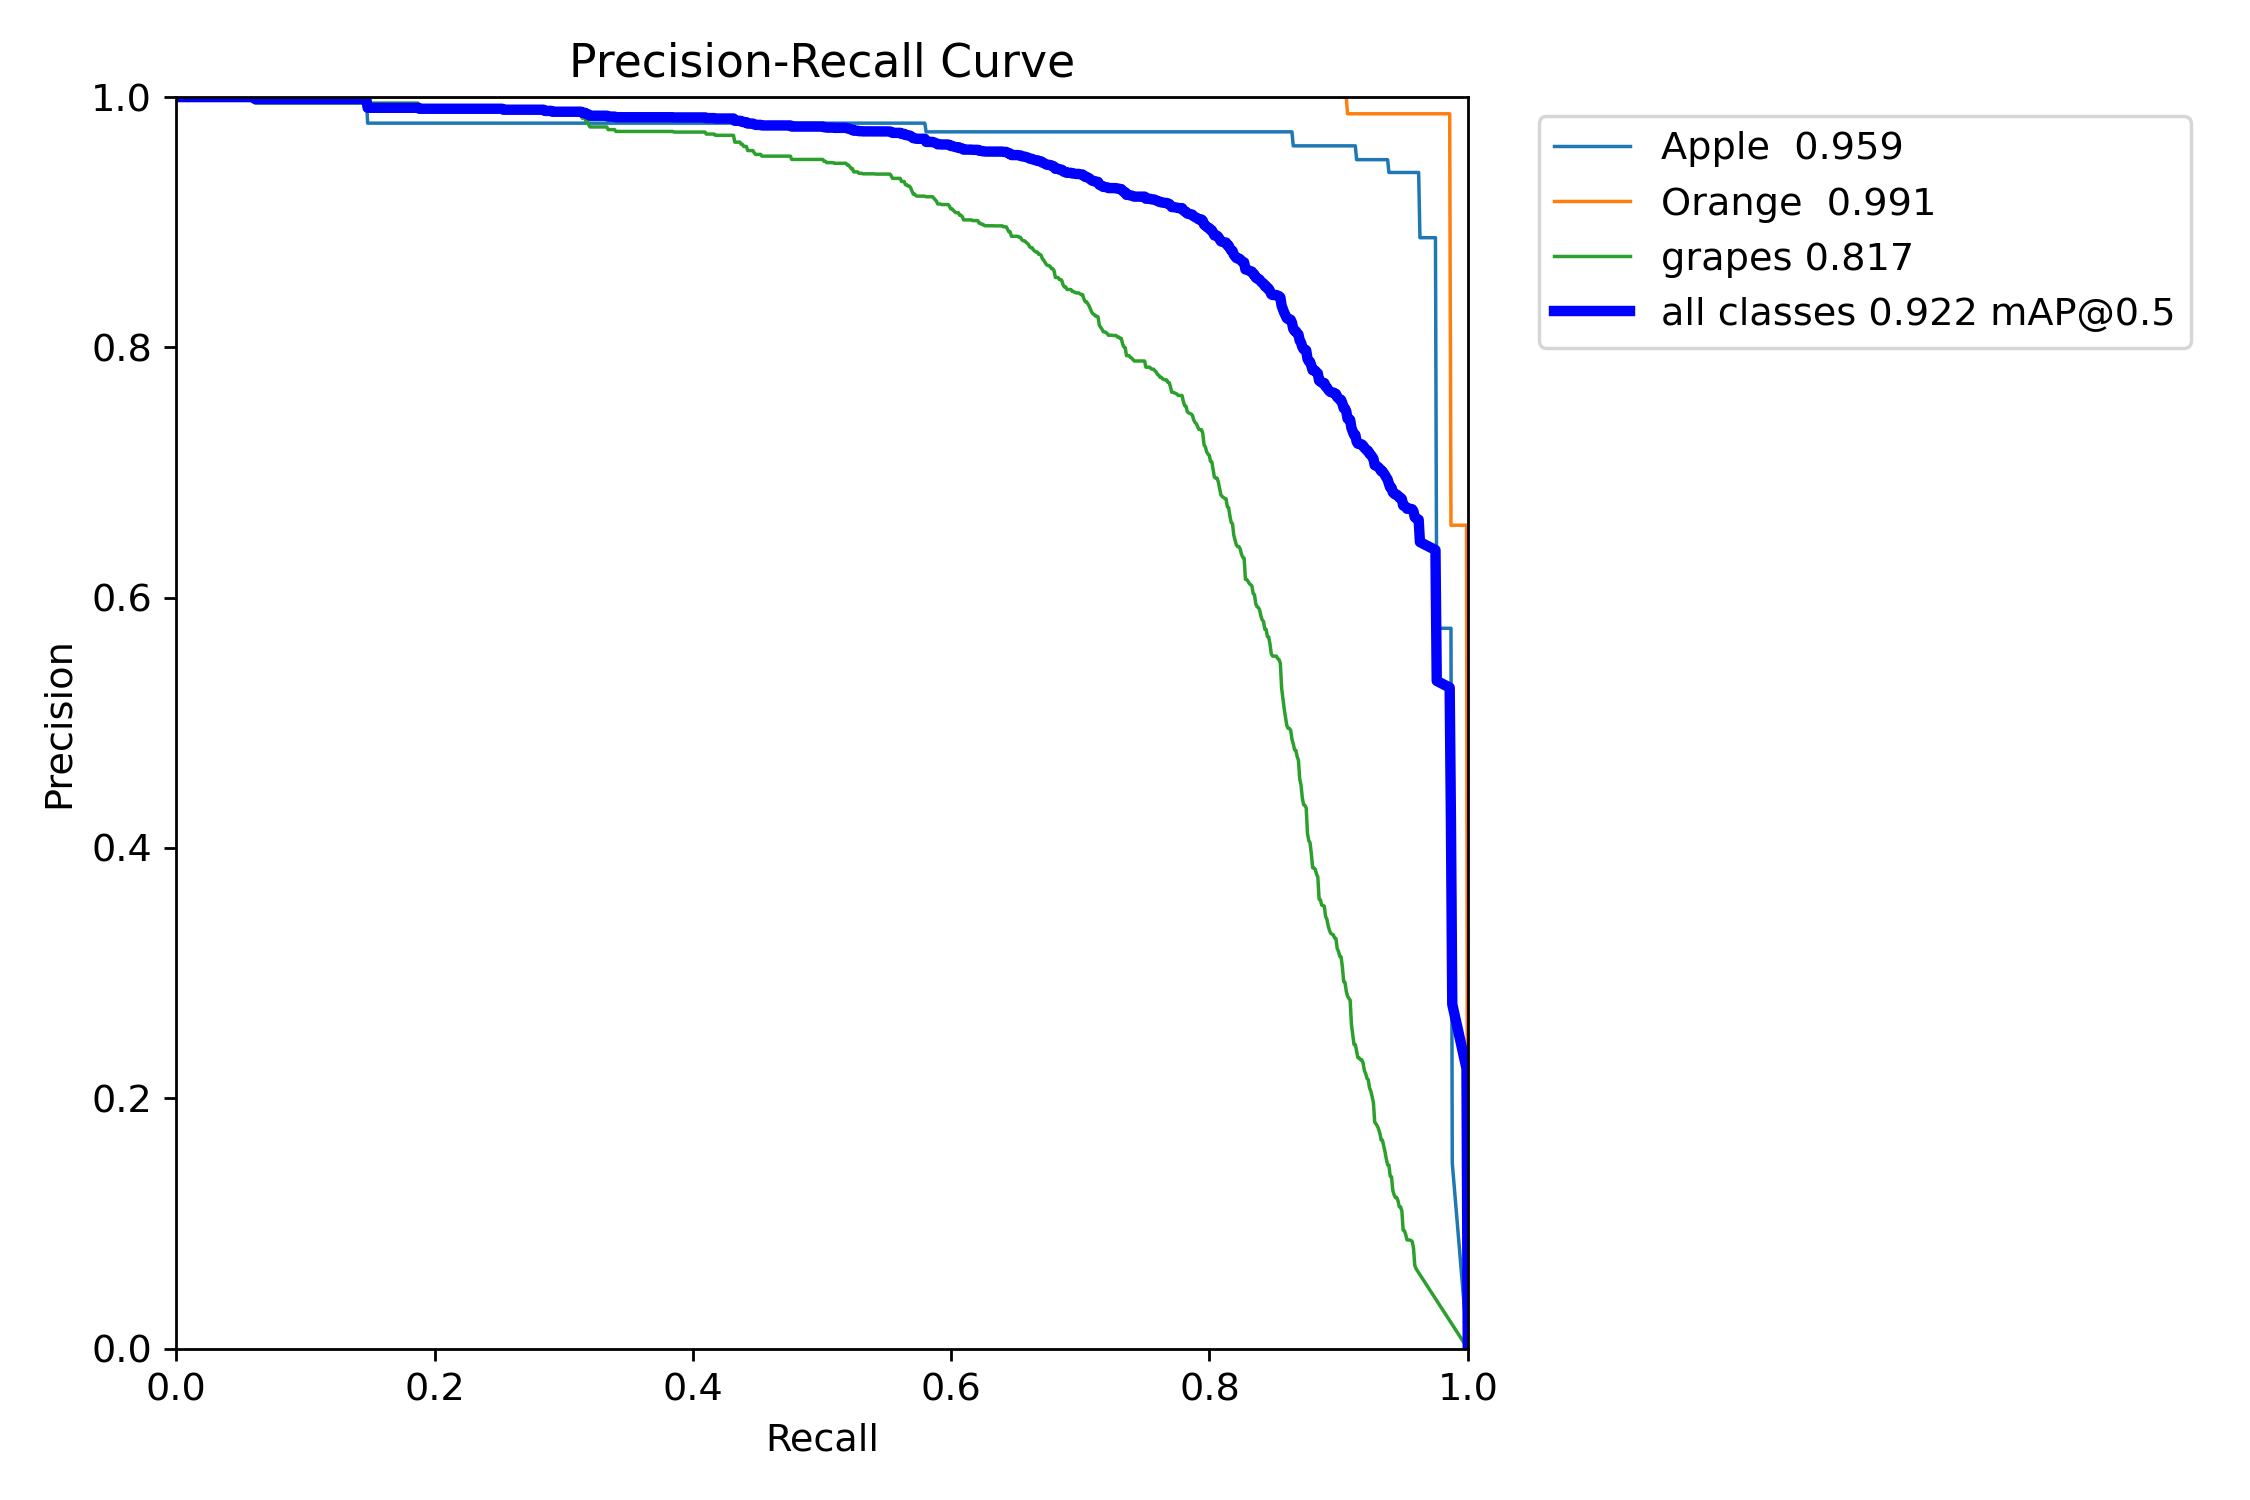 Precision-Recall Curve
1.0
0.8
0.6
0.4
0.2
0.0
Precision
0.0 0.2 0.4 0.6 0.8 1.0
Recall
Apple 0.959
Orange 0.991
grapes 0.817
all classes 0.922 mAP@0.5